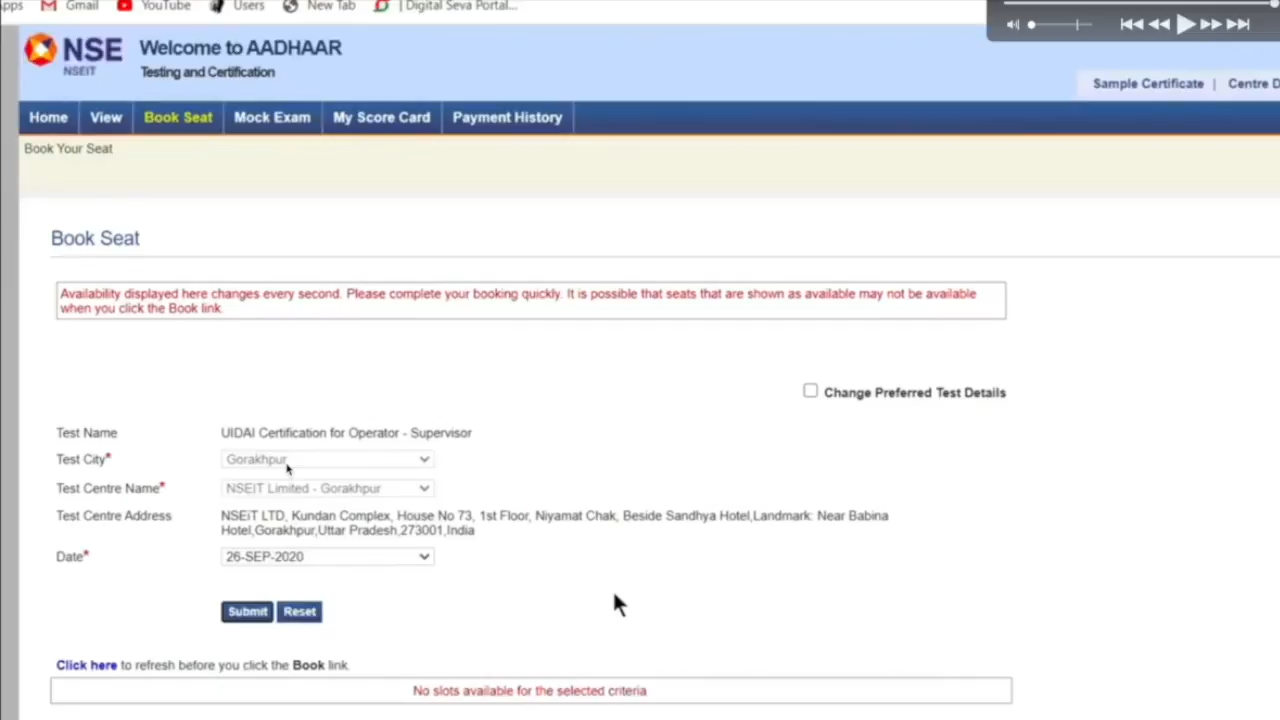 Gmail YouTube Users New Tab | Digital Seva Portal...
NSE
NSEIT
Welcome to AADHAAR
Testing and Certification
Sample Certificate | Centre D
Home View Book Seat Mock Exam My Score Card Payment History
Book Your Seat
Book Seat
Availability displayed here changes every second. Please complete your booking quickly. It is possible that seats that are shown as available may not be available
when you click the Book link
Change Preferred Test Details
Test Name UIDAI Certification for Operator - Supervisor
Test City* Gorakhpur
Test Centre Name* NSEIT Limited - Gorakhpur
Test Centre Address NSEiT LTD, Kundan Complex, House No 73, 1st Floor, Niyamat Chak, Beside Sandhya Hotel,Landmark: Near Babina
Hotel,Gorakhpur,Uttar Pradesh,273001,India
Date* 26-SEP-2020
Submit Reset
Click here to refresh before you click the Book link.
No slots available for the selected criteria